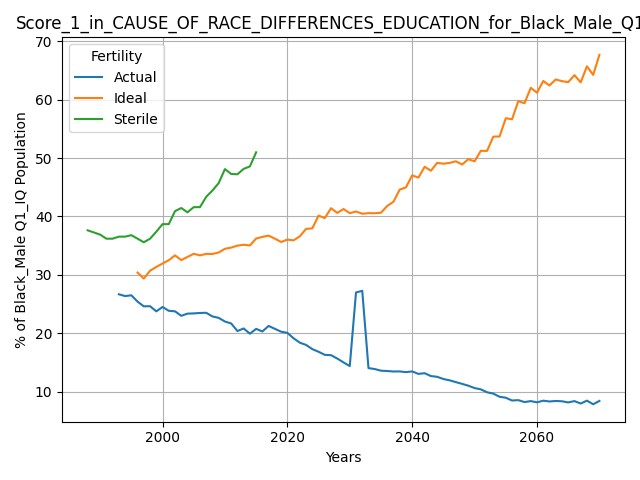 Score_1_in_CAUSE_OF_RACE_DIFFERENCES_EDUCATION_for_Black_Male_Q1
70
60
50
40
30
20
10
% of Black_Male Q1_IQ Population
Fertility
Actual
Ideal
Sterile
2000
2020
2040
2060
Years